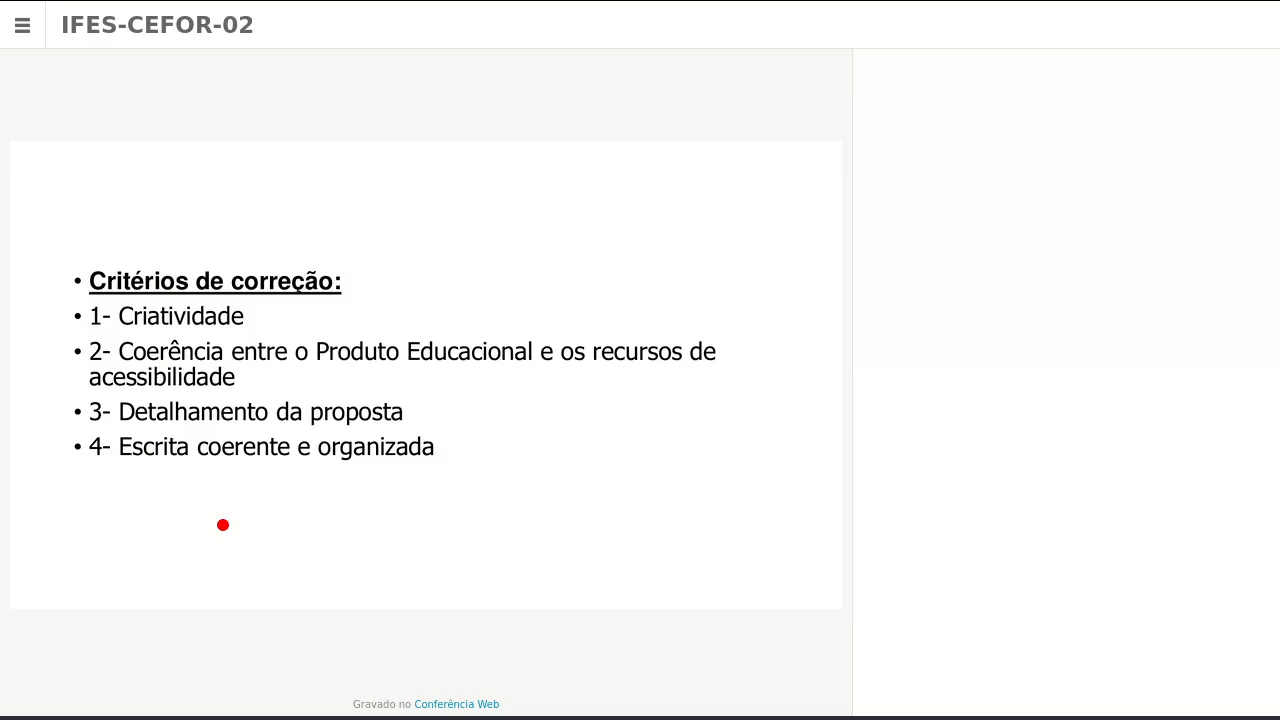 IFES-CEFOR-02
• Critérios de correção:
• 1- Criatividade
• 2- Coerência entre o Produto Educacional e os recursos de
acessibilidade
• 3- Detalhamento da proposta
• 4- Escrita coerente e organizada
Gravado no Conferência Web